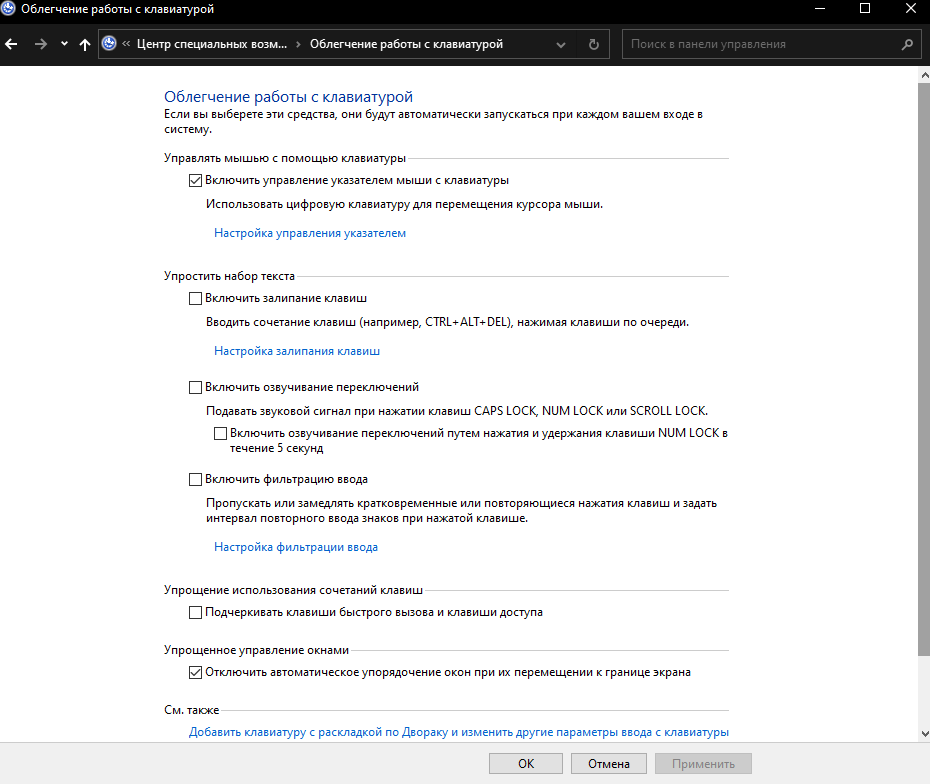 Облегчение работы с клавиатурой
« Центр специальных возм... › Облегчение работы с клавиатурой
Поиск в панели управления
Облегчение работы с клавиатурой
Если вы выберете эти средства, они будут автоматически запускаться при каждом вашем входе в
систему.
Управлять мышью с помощью клавиатуры
Включить управление указателем мыши с клавиатуры
Использовать цифровую клавиатуру для перемещения курсора мыши.
Настройка управления указателем
Упростить набор текста
Включить залипание клавиш
Вводить сочетание клавиш (например, CTRL+ALT+DEL), нажимая клавиши по очереди.
Настройка залипания клавиш
Включить озвучивание переключений
Подавать звуковой сигнал при нажатии клавиш CAPS LOCK, NUM LOCK или SCROLL LOCK.
Включить озвучивание переключений путем нажатия и удержания клавиши NUM LOCK в
течение 5 секунд
Включить фильтрацию ввода
Пропускать или замедлять кратковременные или повторяющиеся нажатия клавиш и задать
интервал повторного ввода знаков при нажатой клавише.
Настройка фильтрации ввода
Упрощение использования сочетаний клавиш
Подчеркивать клавиши быстрого вызова и клавиши доступа
Упрощенное управление окнами
Отключить автоматическое упорядочение окон при их перемещении к границе экрана
См. также
Добавить клавиатуру с раскладкой по Двораку и изменить другие параметры ввода с клавиатуры
ОК Отмена Применить